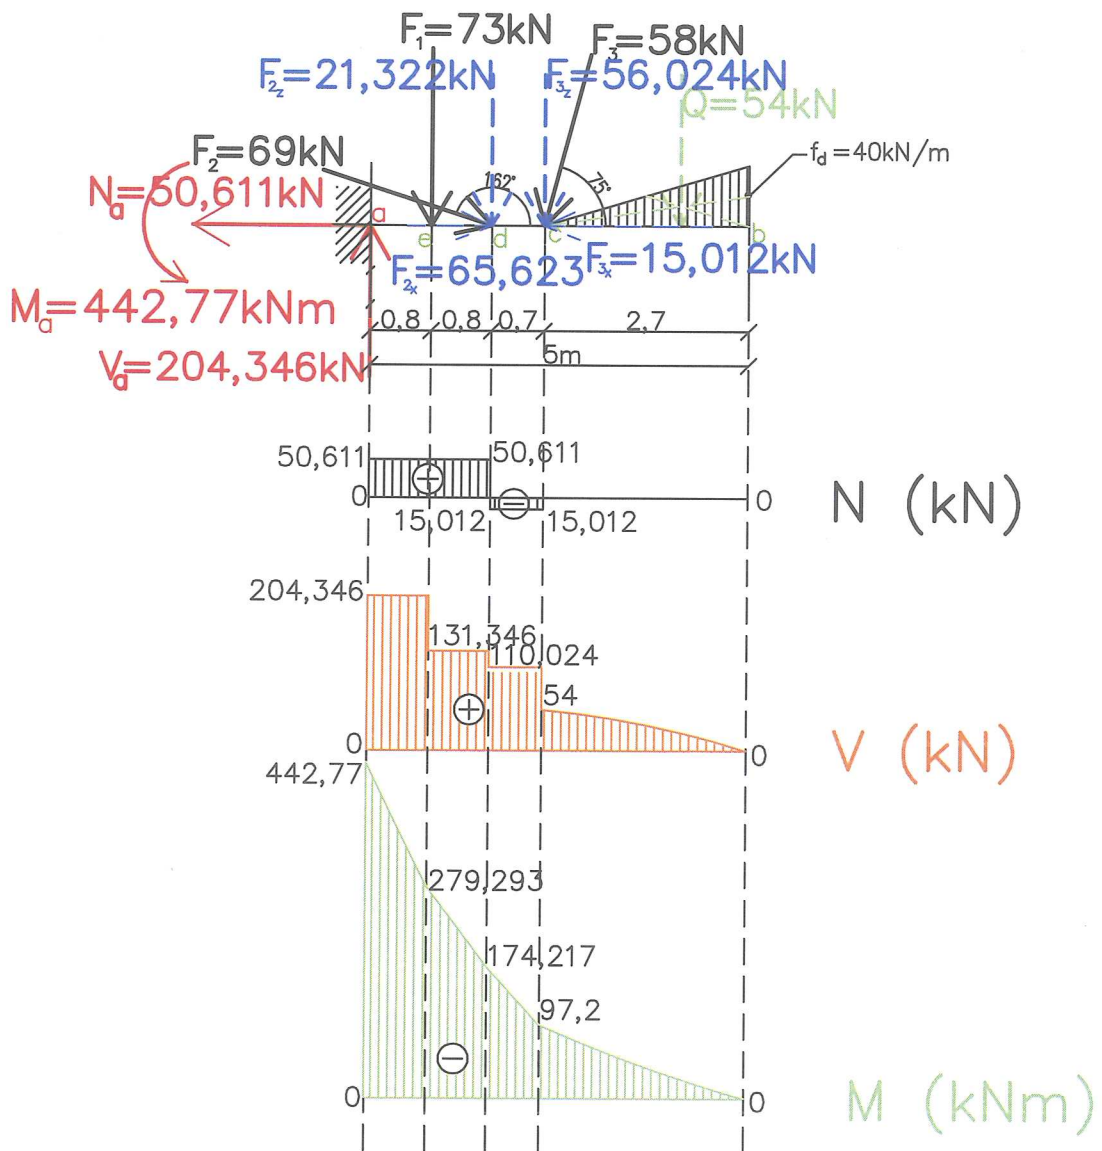 F₁=73kN
F₃=58kN
F₂z=21,322kN
F₃z=56,024kN
Q=54kN
F₂=69kN
f_d=40kN/m
162°
75°
Nₐ=50,611kN
a
e
d
c
b
F₂ₓ=65,623
F₃ₓ=15,012kN
Mₐ=442,77kNm
0,8
0,8
0,7
2,7
5m
Vₐ=204,346kN
50,611
50,611
+
0
0
15,012
15,012
N (kN)
204,346
131,346
110,024
54
+
0
0
V (kN)
442,77
279,293
174,217
97,2
−
0
0
M (kNm)